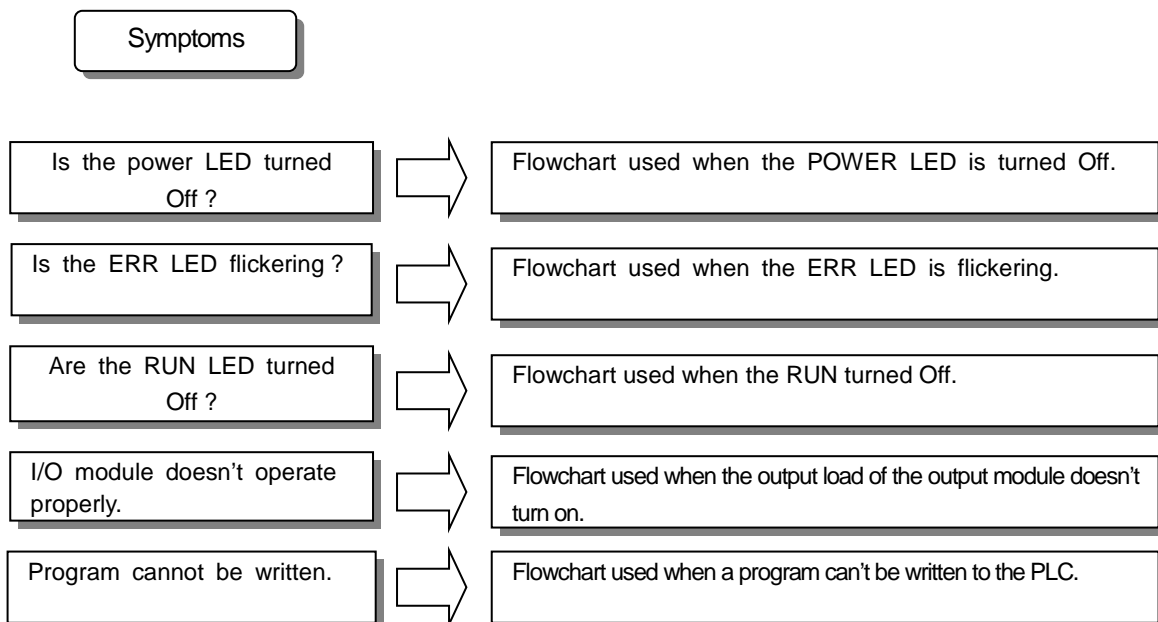 Symptoms
Is the power LED turned
Off ?
Flowchart used when the POWER LED is turned Off.
Is the ERR LED flickering ?
Flowchart used when the ERR LED is flickering.
Are the RUN LED turned
Off ?
Flowchart used when the RUN turned Off.
I/O module doesn't operate
properly.
Flowchart used when the output load of the output module doesn't
turn on.
Program cannot be written.
Flowchart used when a program can't be written to the PLC.